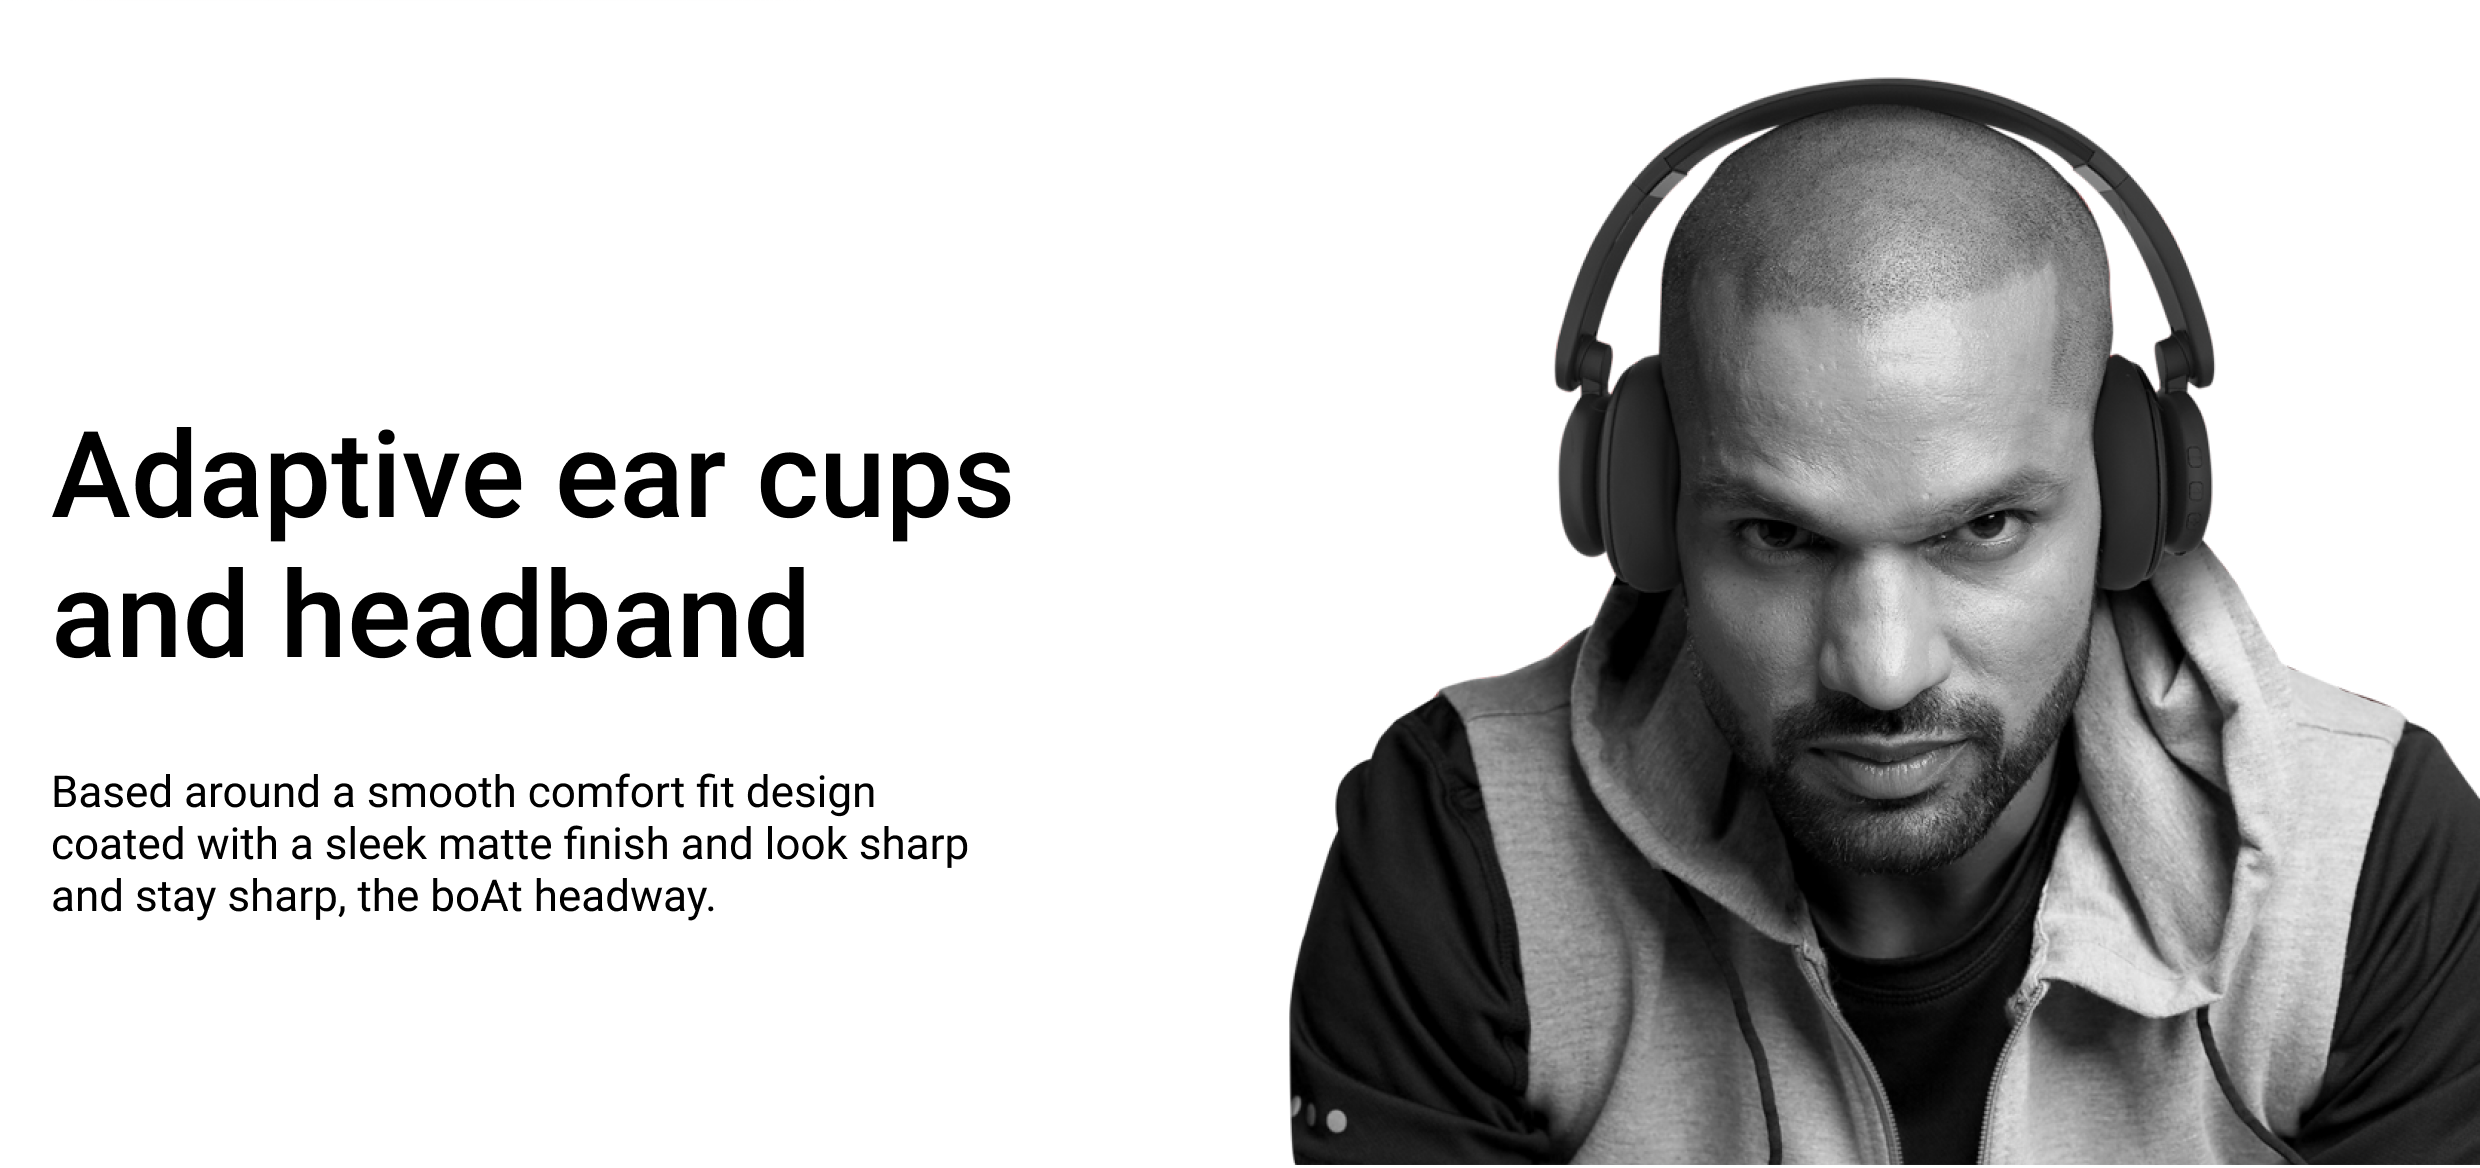 Adaptive ear cups
and headband
Based around a smooth comfort fit design
coated with a sleek matte finish and look sharp
and stay sharp, the boAt headway.